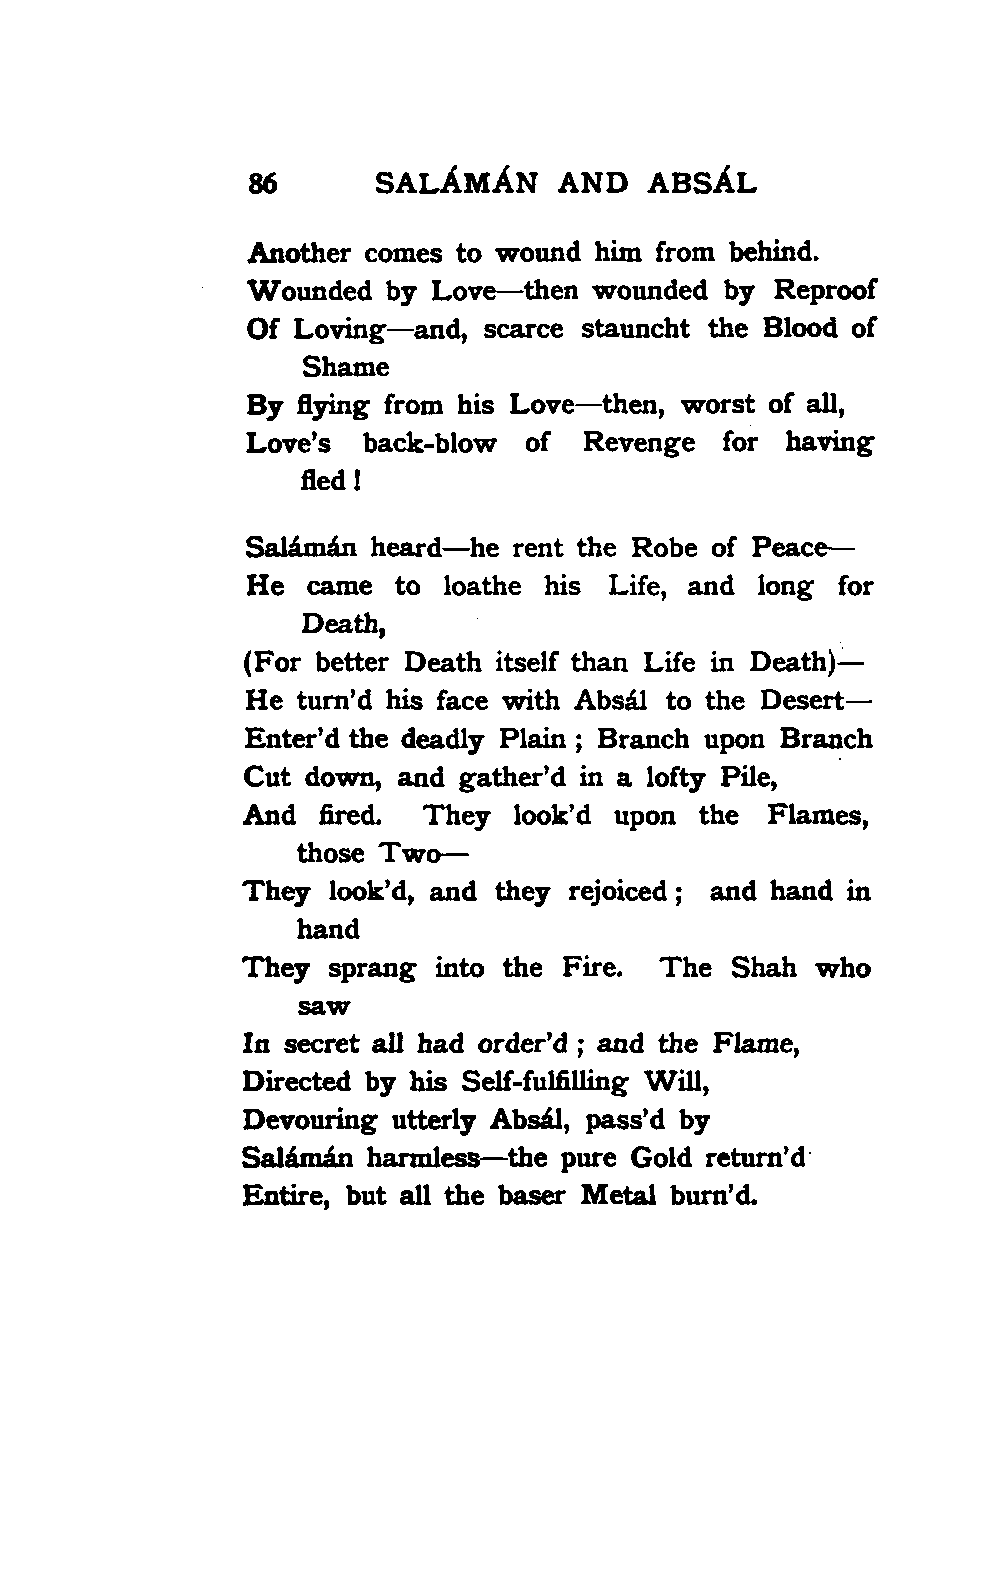 86 SALÁMÁN AND ABSÁL
Another comes to wound him from behind.
Wounded by Love—then wounded by Reproof
Of Loving—and, scarce stauncht the Blood of
Shame
By flying from his Love—then, worst of all,
Love's back-blow of Revenge for having
fled !
Salámán heard—he rent the Robe of Peace—
He came to loathe his Life, and long for
Death,
(For better Death itself than Life in Death)—
He turn'd his face with Absál to the Desert—
Enter'd the deadly Plain ; Branch upon Branch
Cut down, and gather'd in a lofty Pile,
And fired. They look'd upon the Flames,
those Two—
They look'd, and they rejoiced ; and hand in
hand
They sprang into the Fire. The Shah who
saw
In secret all had order'd ; and the Flame,
Directed by his Self-fulfilling Will,
Devouring utterly Absál, pass'd by
Salámán harmless—the pure Gold return'd
Entire, but all the baser Metal burn'd.